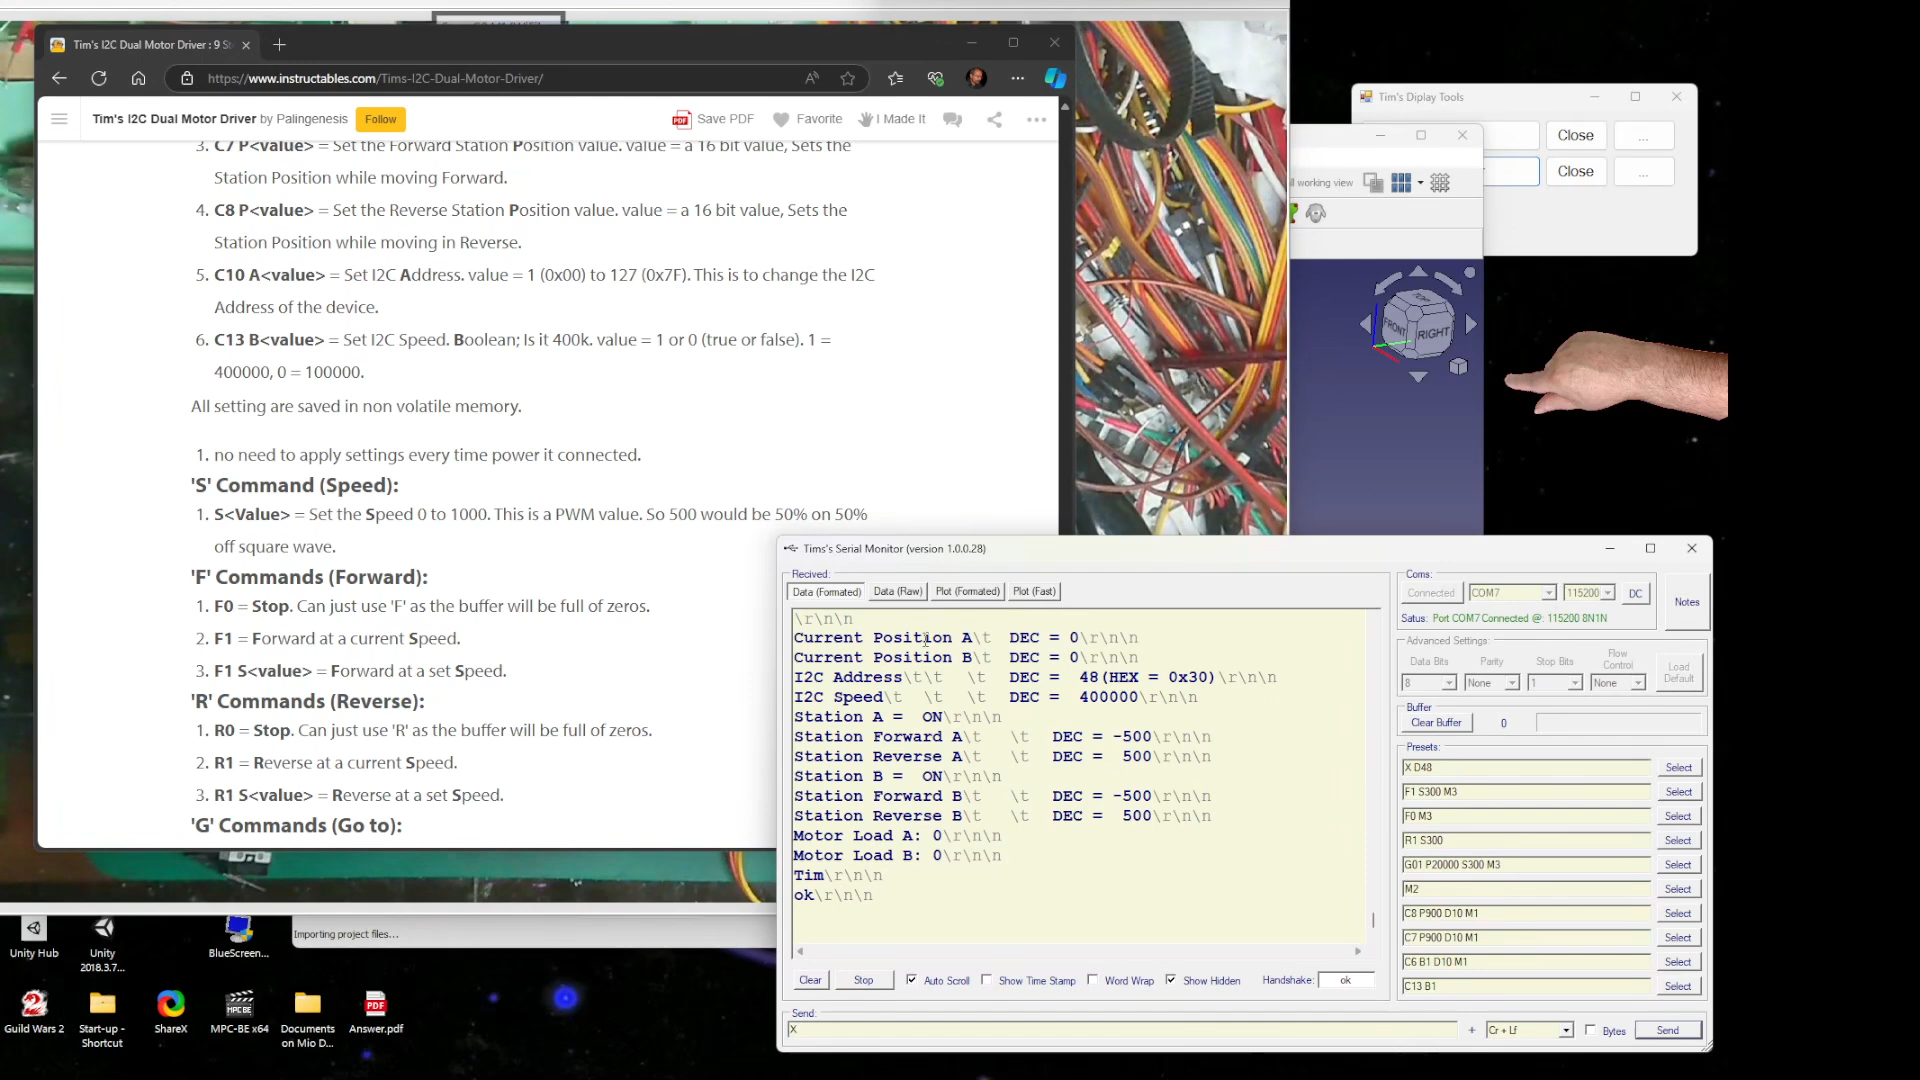 Tim's I2C Dual Motor Driver : 9 St
https://www.instructables.com/Tims-I2C-Dual-Motor-Driver/
Tim's I2C Dual Motor Driver by Palingenesis
Follow
PDF
Save PDF
Favorite
I Made It
3. C7 P<value> = Set the Forward Station Position value. value = a 16 bit value, Sets the
Station Position while moving Forward.
4. C8 P<value> = Set the Reverse Station Position value. value = a 16 bit value, Sets the
Station Position while moving in Reverse.
5. C10 A<value> = Set I2C Address. value = 1 (0x00) to 127 (0x7F). This is to change the I2C
Address of the device.
6. C13 B<value> = Set I2C Speed. Boolean; Is it 400k. value = 1 or 0 (true or false). 1 =
400000, 0 = 100000.
All setting are saved in non volatile memory.
1. no need to apply settings every time power it connected.
'S' Command (Speed):
1. S<Value> = Set the Speed 0 to 1000. This is a PWM value. So 500 would be 50% on 50%
off square wave.
'F' Commands (Forward):
1. F0 = Stop. Can just use 'F' as the buffer will be full of zeros.
2. F1 = Forward at a current Speed.
3. F1 S<value> = Forward at a set Speed.
'R' Commands (Reverse):
1. R0 = Stop. Can just use 'R' as the buffer will be full of zeros.
2. R1 = Reverse at a current Speed.
3. R1 S<value> = Reverse at a set Speed.
'G' Commands (Go to):
Tim's Diplay Tools
Close
...
Close
...
ll working view
TOP
FRONT
RIGHT
Tims's Serial Monitor (version 1.0.0.28)
Recived:
Data (Formated)
Data (Raw)
Plot (Formated)
Plot (Fast)
\r\n\n
Current Position A\t  DEC = 0\r\n\n
Current Position B\t  DEC = 0\r\n\n
I2C Address\t\t  \t  DEC =  48(HEX = 0x30)\r\n\n
I2C Speed\t  \t  \t  DEC =  400000\r\n\n
Station A =  ON\r\n\n
Station Forward A\t   \t  DEC = -500\r\n\n
Station Reverse A\t   \t  DEC =  500\r\n\n
Station B =  ON\r\n\n
Station Forward B\t   \t  DEC = -500\r\n\n
Station Reverse B\t   \t  DEC =  500\r\n\n
Motor Load A: 0\r\n\n
Motor Load B: 0\r\n\n
Tim\r\n\n
ok\r\n\n
Clear
Stop
Auto Scroll
Show Time Stamp
Word Wrap
Show Hidden
Handshake:
ok
Send:
X
+
Cr + Lf
Bytes
Send
Coms:
Connected
COM7
115200
DC
Notes
Satus: Port COM7 Connected @: 115200 8N1N
Advanced Settings:
Data Bits
Parity
Stop Bits
Flow Control
8
None
1
None
Load Default
Buffer
Clear Buffer
0
Presets:
X D48
Select
F1 S300 M3
Select
F0 M3
Select
R1 S300
Select
G01 P20000 S300 M3
Select
M2
Select
C8 P900 D10 M1
Select
C7 P900 D10 M1
Select
C6 B1 D10 M1
Select
C13 B1
Select
Importing project files...
Unity Hub
Unity 2018.3.7...
BlueScreen...
Guild Wars 2
Start-up - Shortcut
ShareX
MPC-BE x64
Documents on Mio D...
Answer.pdf